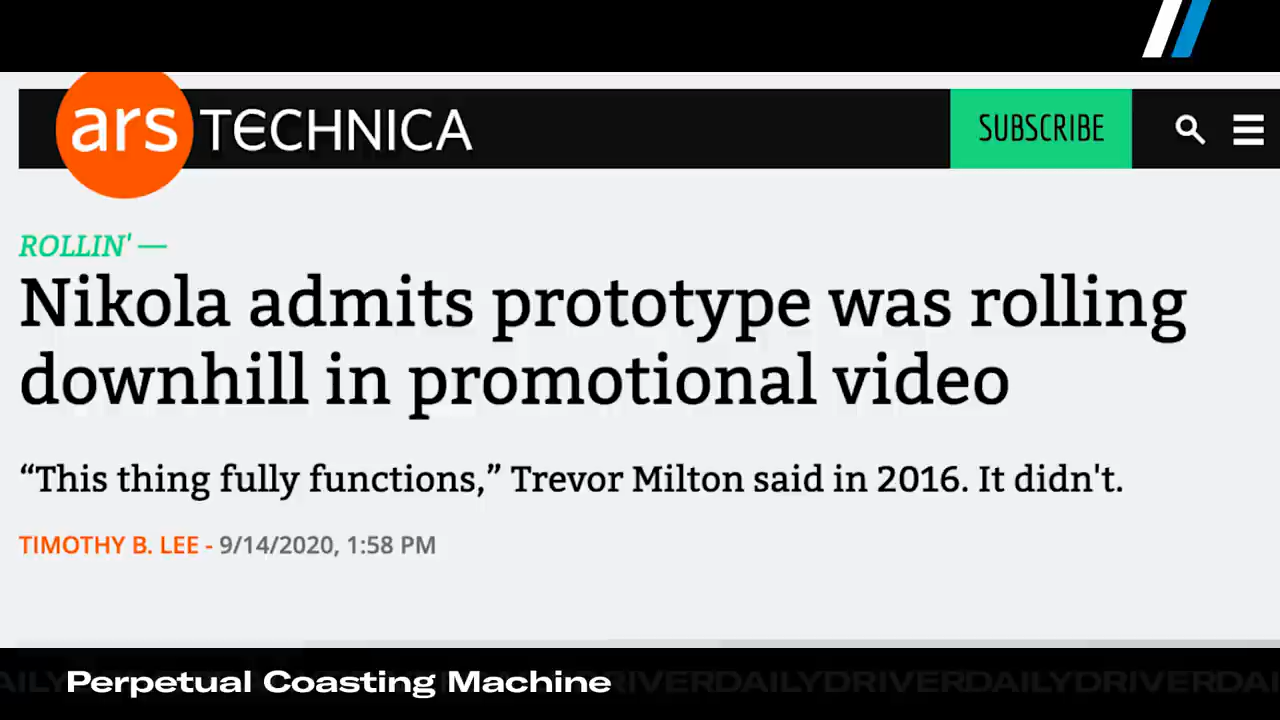 ars TECHNICA
SUBSCRIBE
ROLLIN' —
Nikola admits prototype was rolling
downhill in promotional video
“This thing fully functions,” Trevor Milton said in 2016. It didn't.
TIMOTHY B. LEE - 9/14/2020, 1:58 PM
Perpetual Coasting Machine
DAILYDRIVERDAILYDRIVERDA